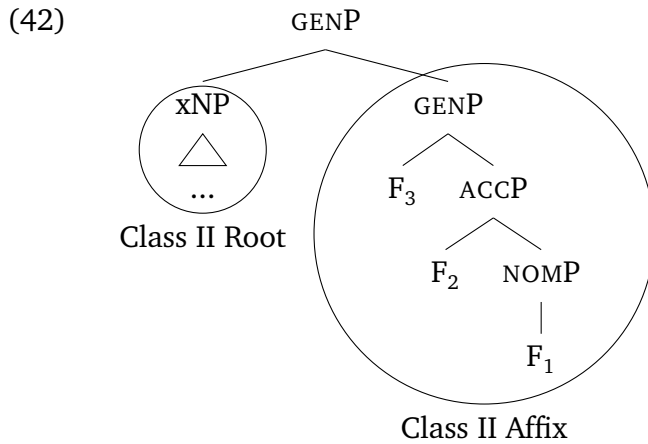 (42) GENP
xNP GENP
... F₃ ACCP
Class II Root
F₂ NOMP
F₁
Class II Affix